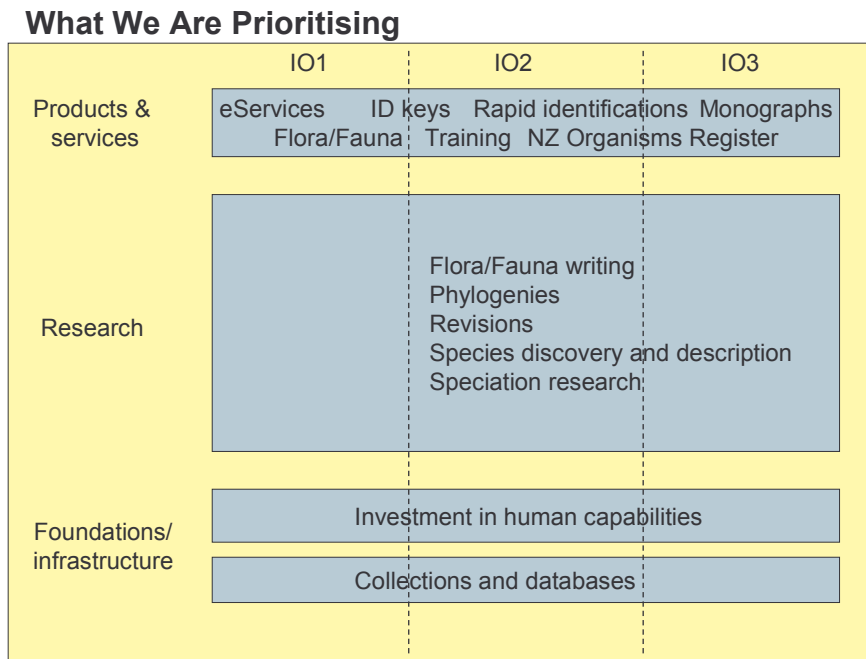 What We Are Prioritising
IO1 IO2 IO3
Products &
services
eServices ID keys Rapid identifications Monographs
Flora/Fauna Training NZ Organisms Register
Research
Flora/Fauna writing
Phylogenies
Revisions
Species discovery and description
Speciation research
Foundations/
infrastructure
Investment in human capabilities
Collections and databases